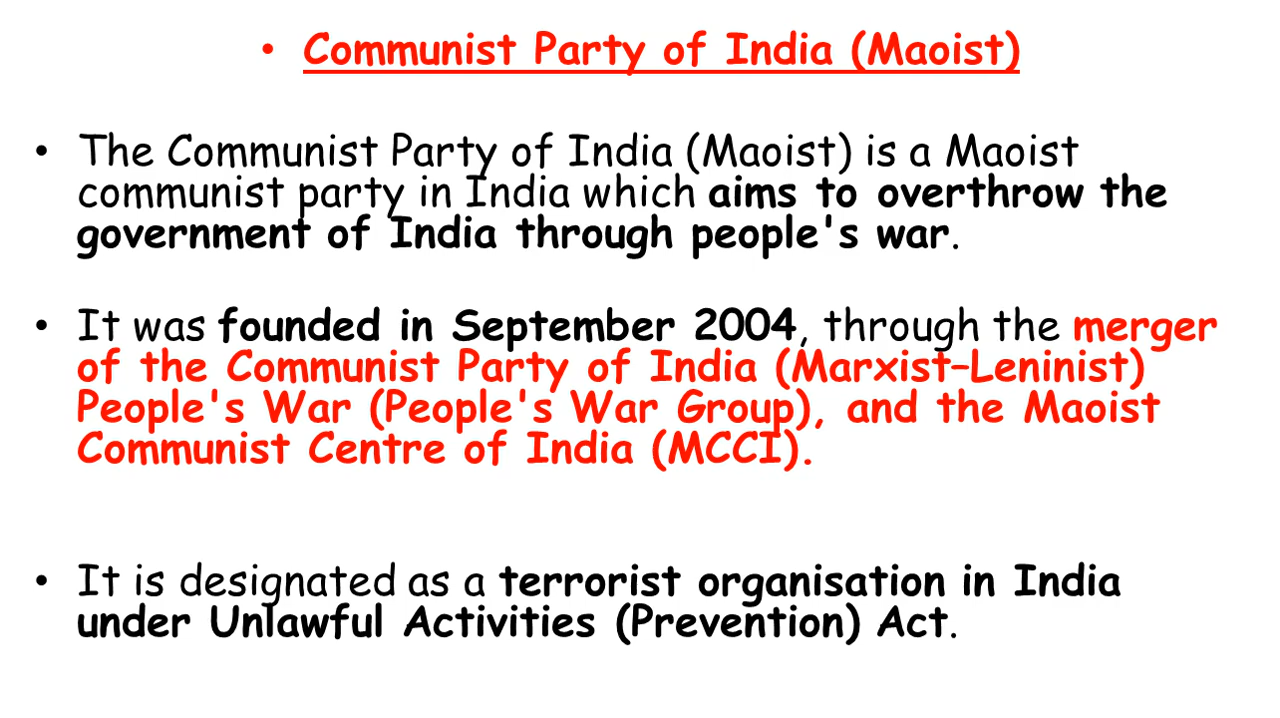 • Communist Party of India (Maoist)
• The Communist Party of India (Maoist) is a Maoist
communist party in India which aims to overthrow the
government of India through people's war.
• It was founded in September 2004, through the merger
of the Communist Party of India (Marxist–Leninist)
People's War (People's War Group), and the Maoist
Communist Centre of India (MCCI).
• It is designated as a terrorist organisation in India
under Unlawful Activities (Prevention) Act.